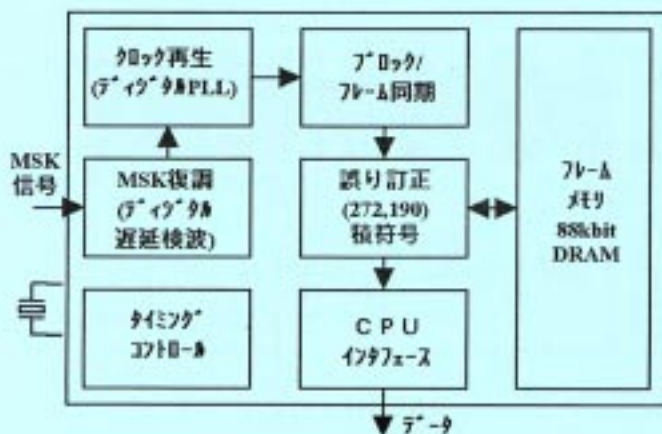 ｸﾛｯｸ再生
(ﾃﾞｨｼﾞﾀﾙPLL)
ﾌﾞﾛｯｸ/
ﾌﾚｰﾑ同期
MSK
信号
MSK復調
(ﾃﾞｨｼﾞﾀﾙ
遅延検波)
誤り訂正
(272,190)
積符号
ﾌﾚｰﾑ
ﾒﾓﾘ
88kbit
DRAM
ﾀｲﾐﾝｸﾞ
ｺﾝﾄﾛｰﾙ
ＣＰＵ
ｲﾝﾀﾌｪｰｽ
ﾃﾞｰﾀ